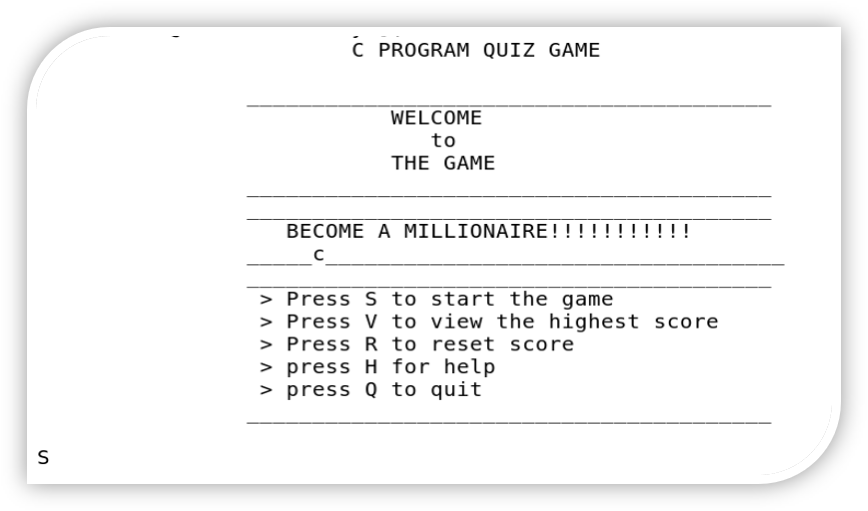 C PROGRAM QUIZ GAME
________________________________________
WELCOME
to
THE GAME
________________________________________
________________________________________
BECOME A MILLIONAIRE!!!!!!!!!!!
_____c___________________________________
________________________________________
> Press S to start the game
> Press V to view the highest score
> Press R to reset score
> press H for help
> press Q to quit
________________________________________
S